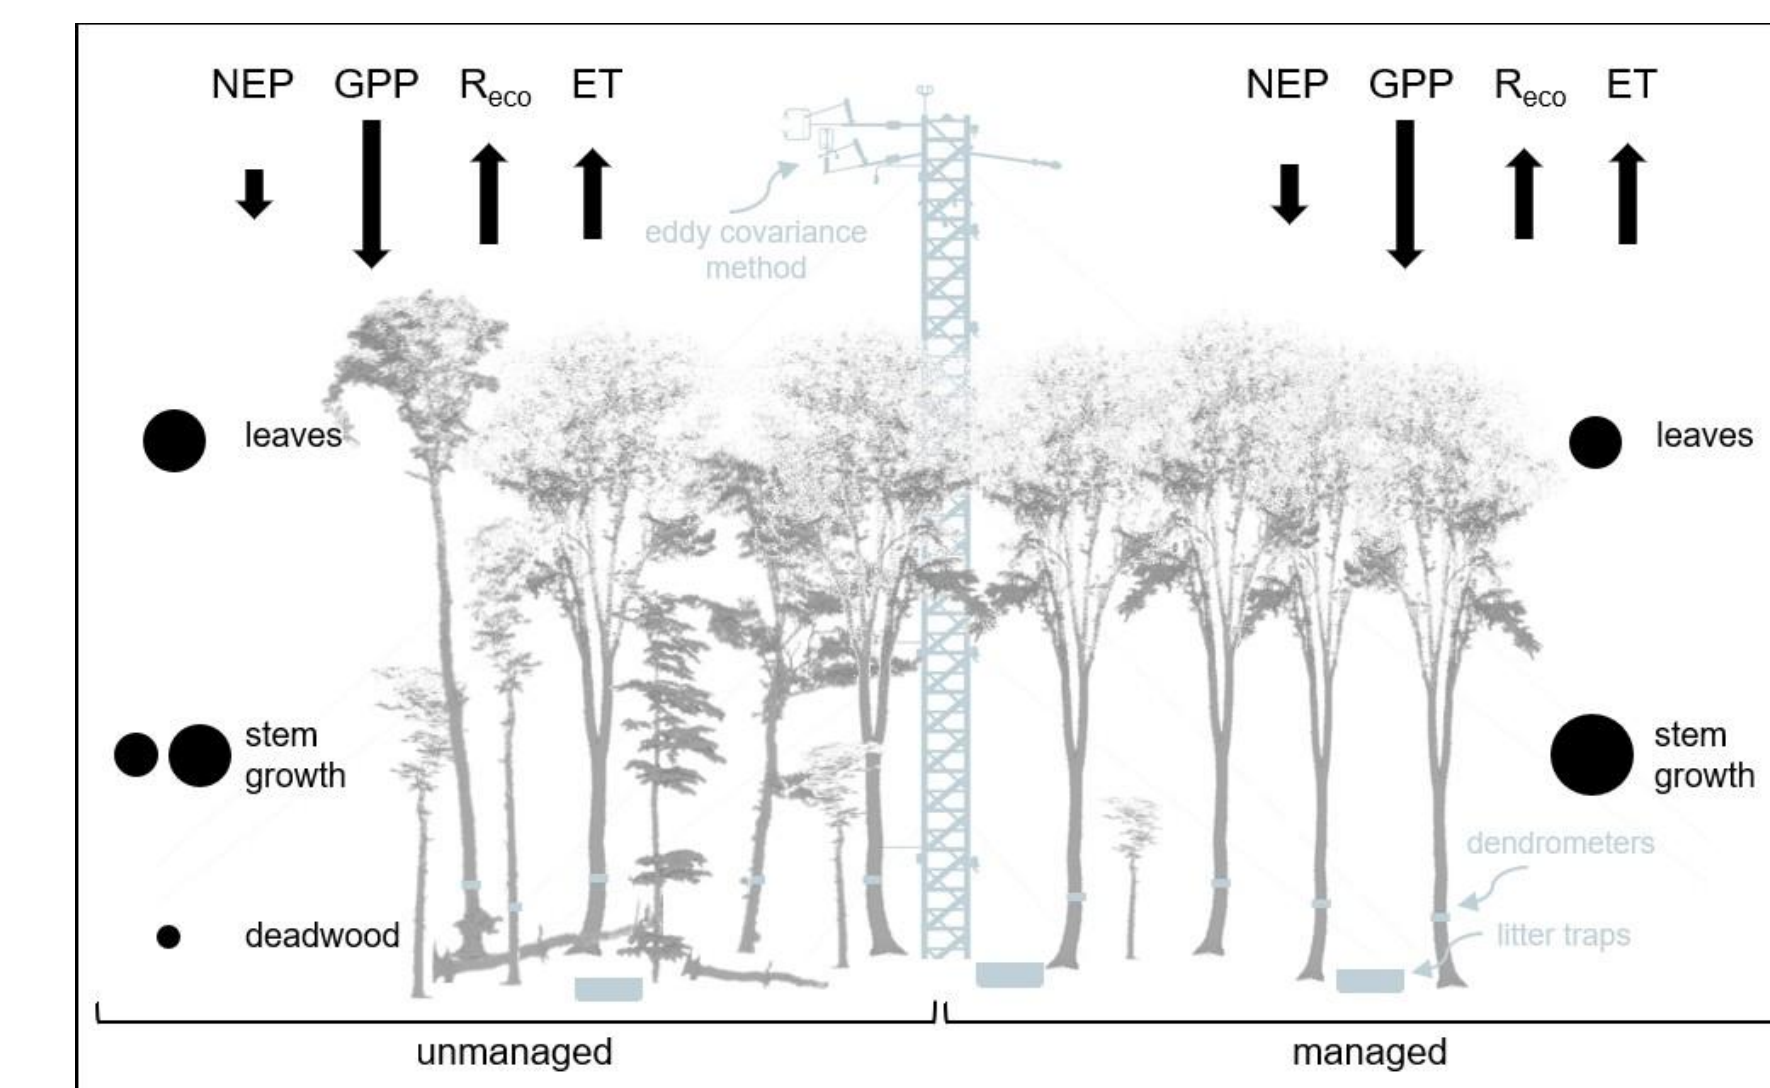 NEP GPP Reco ET
NEP GPP Reco ET
eddy covariance
method
leaves
leaves
stem
growth
stem
growth
dendrometers
deadwood
litter traps
unmanaged
managed